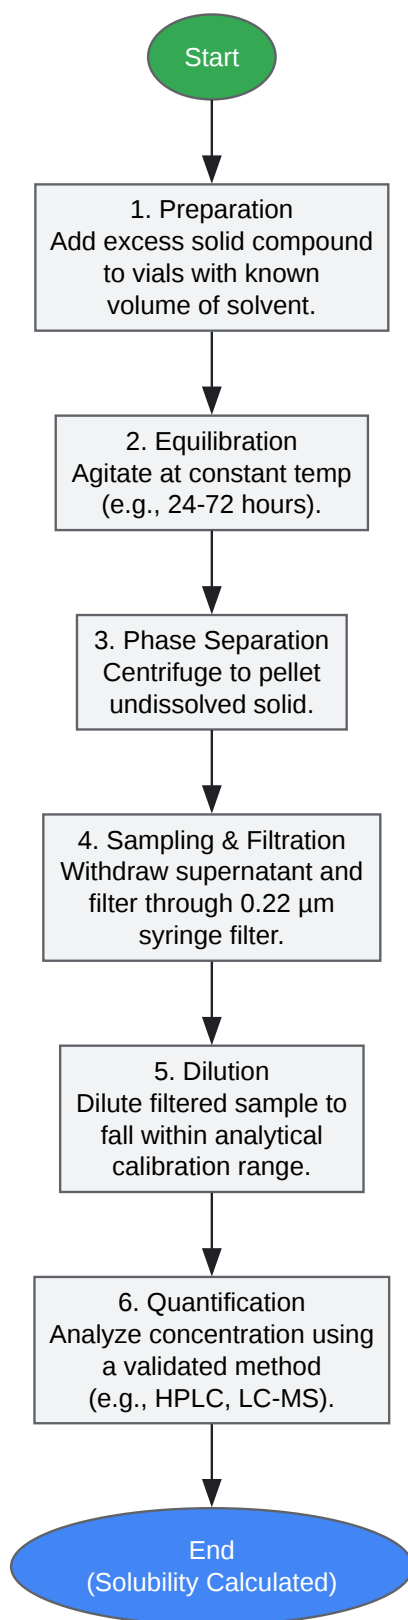 Start
1. Preparation
Add excess solid compound
to vials with known
volume of solvent.
2. Equilibration
Agitate at constant temp
(e.g., 24-72 hours).
3. Phase Separation
Centrifuge to pellet
undissolved solid.
4. Sampling & Filtration
Withdraw supernatant and
filter through 0.22 µm
syringe filter.
5. Dilution
Dilute filtered sample to
fall within analytical
calibration range.
6. Quantification
Analyze concentration using
a validated method
(e.g., HPLC, LC-MS).
End
(Solubility Calculated)